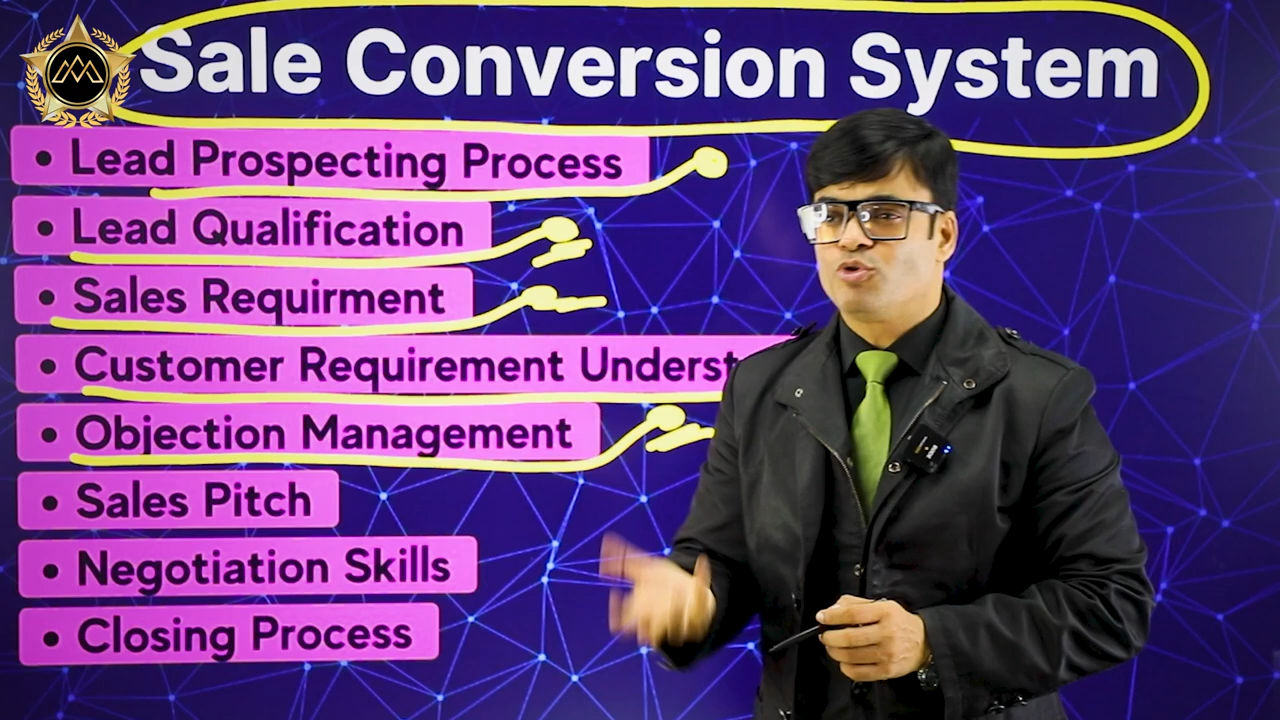 Sale Conversion System
• Lead Prospecting Process
• Lead Qualification
• Sales Requirment
• Customer Requirement Underst
• Objection Management
• Sales Pitch
• Negotiation Skills
• Closing Process